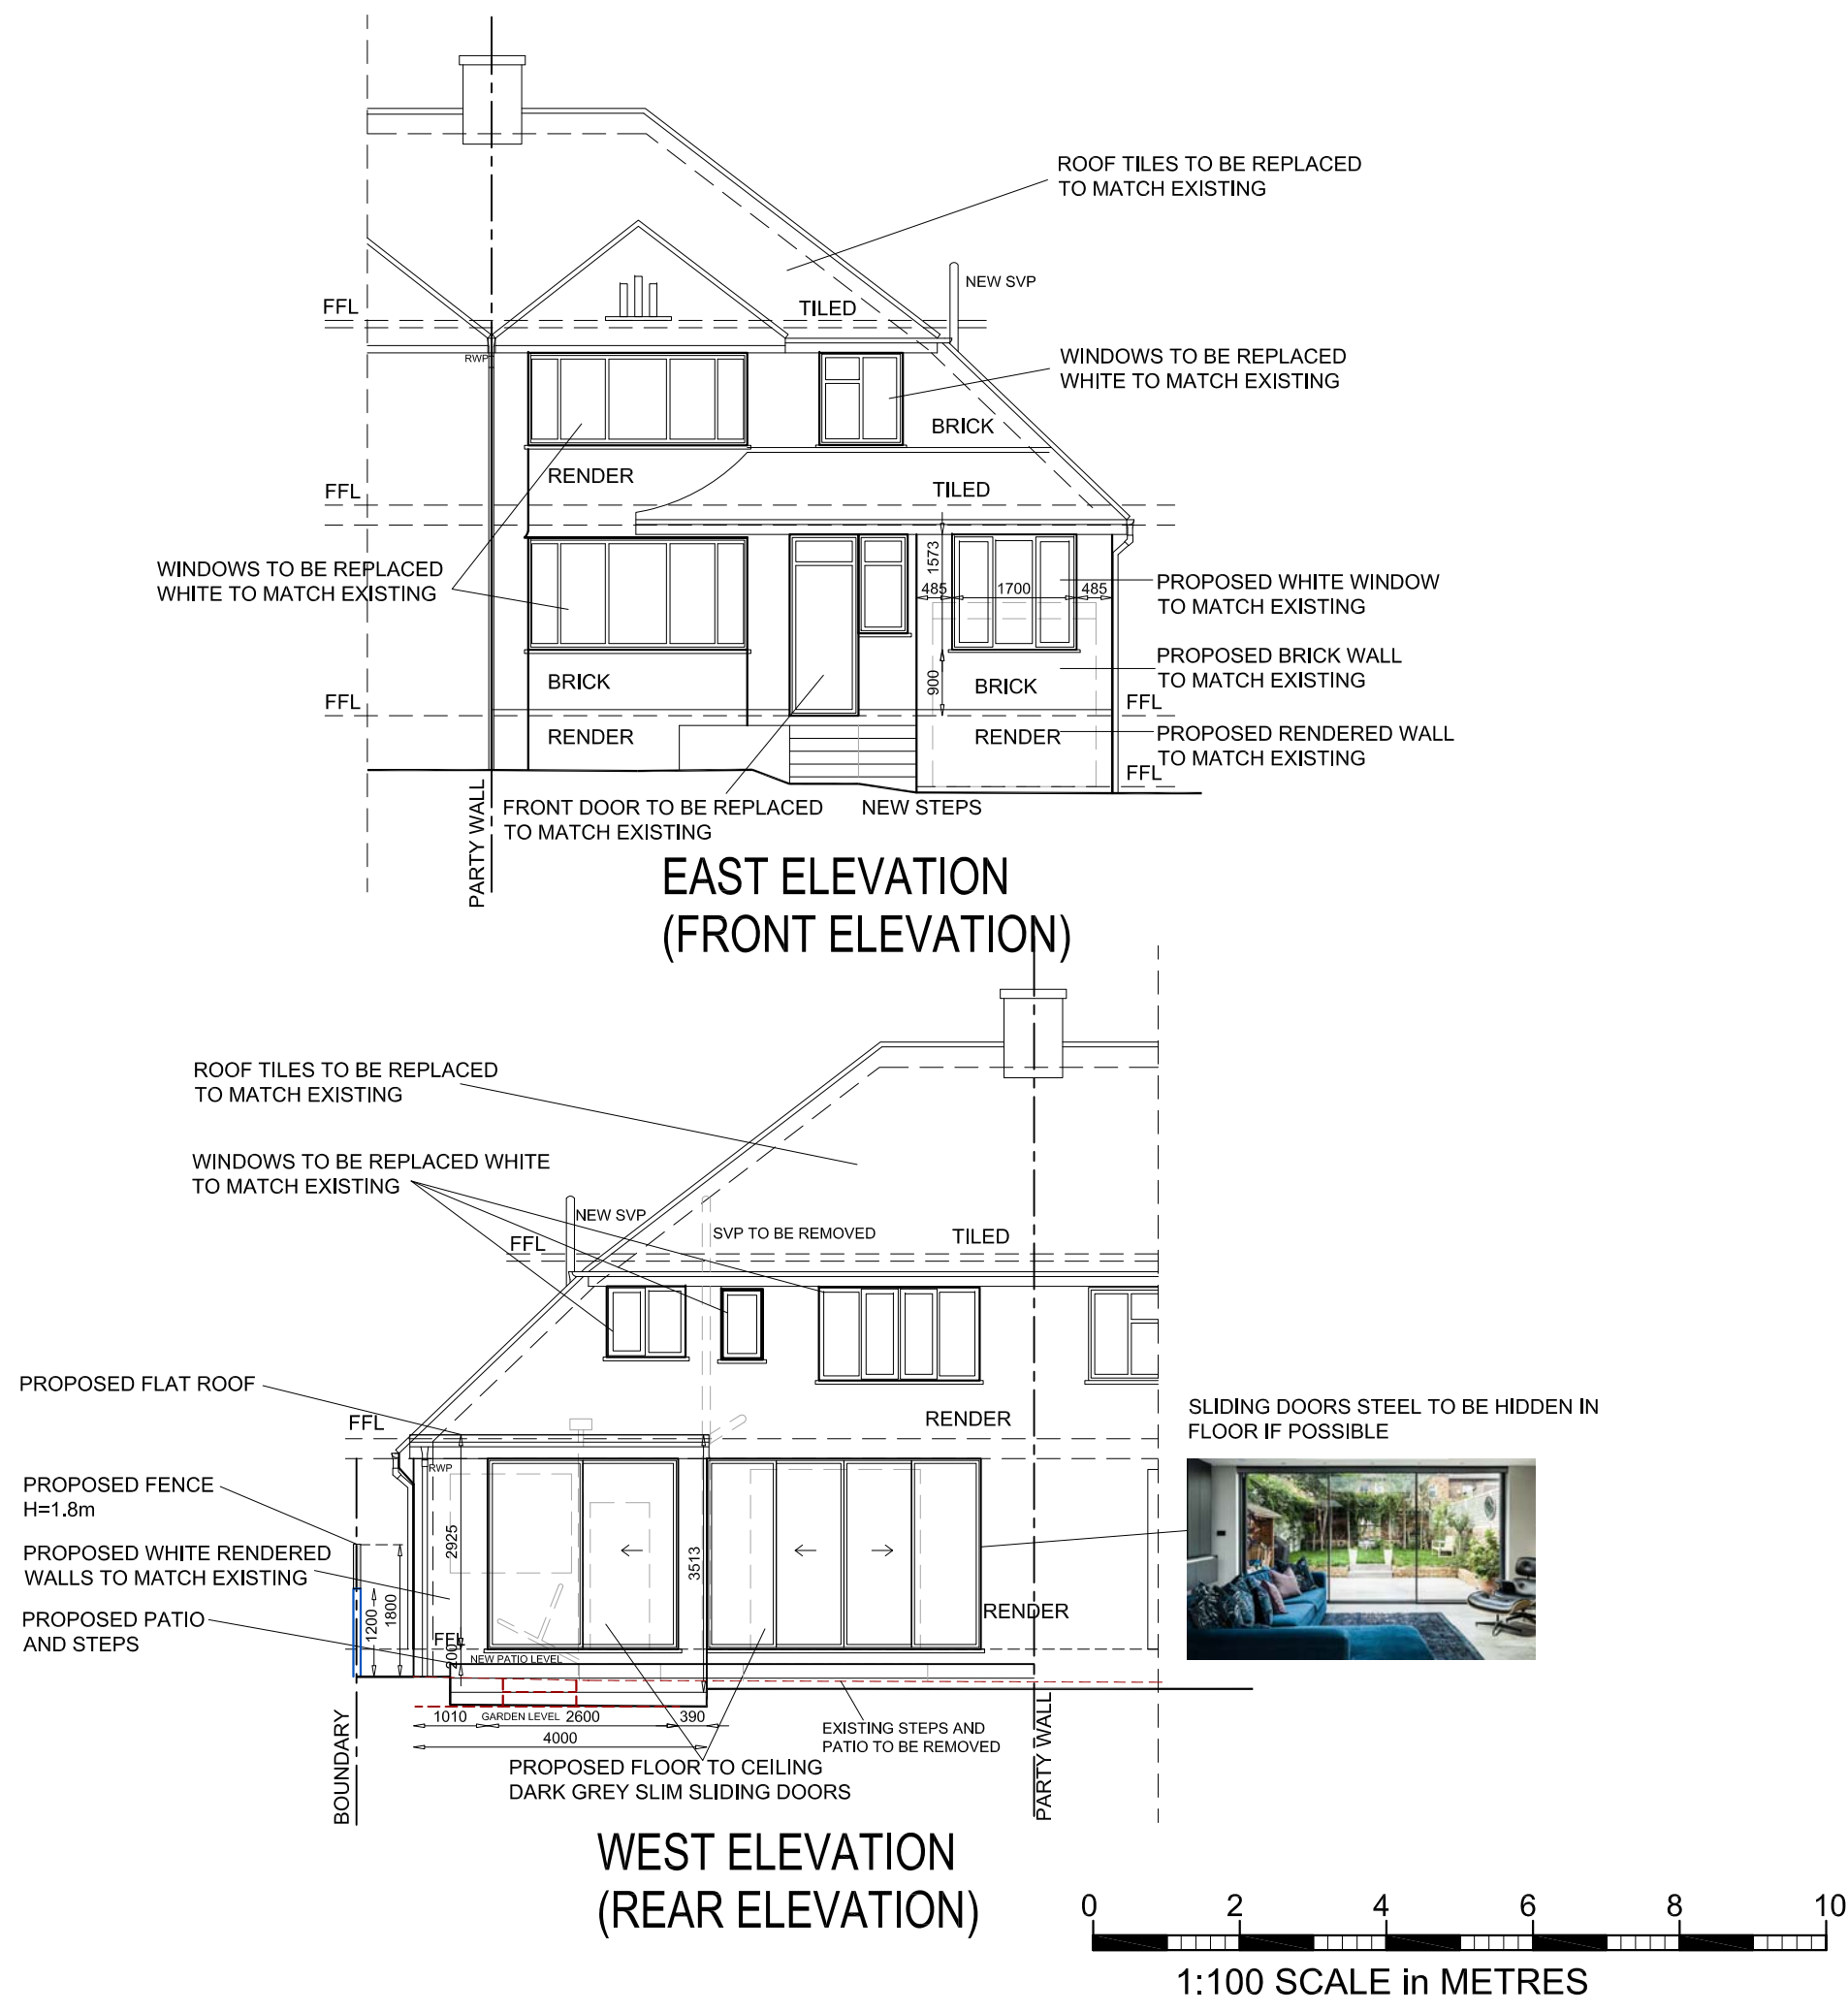 ROOF TILES TO BE REPLACED
TO MATCH EXISTING
NEW SVP
FFL
TILED
RWP
WINDOWS TO BE REPLACED
WHITE TO MATCH EXISTING
BRICK
RENDER
FFL
TILED
WINDOWS TO BE REPLACED
WHITE TO MATCH EXISTING
1573
485
1700
485
PROPOSED WHITE WINDOW
TO MATCH EXISTING
PROPOSED BRICK WALL
TO MATCH EXISTING
BRICK
900
BRICK
FFL
FFL
RENDER
RENDER
PROPOSED RENDERED WALL
TO MATCH EXISTING
FFL
PARTY WALL
FRONT DOOR TO BE REPLACED
TO MATCH EXISTING
NEW STEPS
EAST ELEVATION
(FRONT ELEVATION)
ROOF TILES TO BE REPLACED
TO MATCH EXISTING
WINDOWS TO BE REPLACED WHITE
TO MATCH EXISTING
NEW SVP
FFL
SVP TO BE REMOVED
TILED
PROPOSED FLAT ROOF
FFL
RENDER
SLIDING DOORS STEEL TO BE HIDDEN IN
FLOOR IF POSSIBLE
RWP
PROPOSED FENCE
H=1.8m
2925
3513
PROPOSED WHITE RENDERED
WALLS TO MATCH EXISTING
1200
1800
PROPOSED PATIO
AND STEPS
RENDER
FFL
200
NEW PATIO LEVEL
1010
GARDEN LEVEL
2600
390
4000
EXISTING STEPS AND
PATIO TO BE REMOVED
BOUNDARY
PARTY WALL
PROPOSED FLOOR TO CEILING
DARK GREY SLIM SLIDING DOORS
WEST ELEVATION
(REAR ELEVATION)
0 2 4 6 8 10
1:100 SCALE in METRES